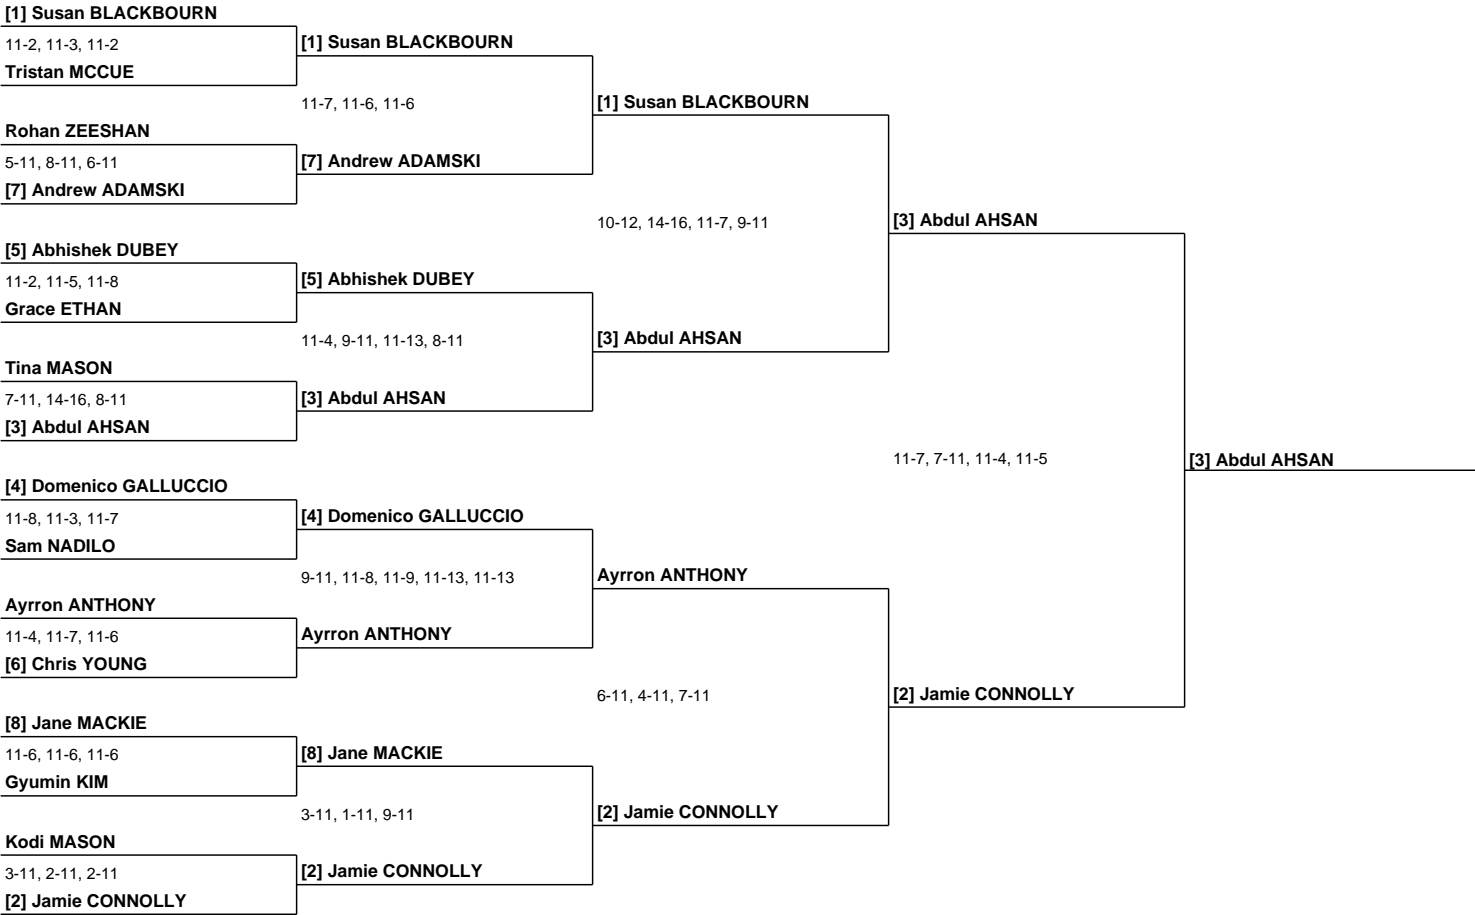 [1] Susan BLACKBOURN
11-2, 11-3, 11-2
Tristan MCCUE
Rohan ZEESHAN
5-11, 8-11, 6-11
[7] Andrew ADAMSKI
[5] Abhishek DUBEY
11-2, 11-5, 11-8
Grace ETHAN
Tina MASON
7-11, 14-16, 8-11
[3] Abdul AHSAN
[4] Domenico GALLUCCIO
11-8, 11-3, 11-7
Sam NADILO
Ayrron ANTHONY
11-4, 11-7, 11-6
[6] Chris YOUNG
[8] Jane MACKIE
11-6, 11-6, 11-6
Gyumin KIM
Kodi MASON
3-11, 2-11, 2-11
[2] Jamie CONNOLLY
[1] Susan BLACKBOURN
11-7, 11-6, 11-6
[7] Andrew ADAMSKI
[5] Abhishek DUBEY
11-4, 9-11, 11-13, 8-11
[3] Abdul AHSAN
[4] Domenico GALLUCCIO
9-11, 11-8, 11-9, 11-13, 11-13
Ayrron ANTHONY
[8] Jane MACKIE
3-11, 1-11, 9-11
[2] Jamie CONNOLLY
[1] Susan BLACKBOURN
10-12, 14-16, 11-7, 9-11
[3] Abdul AHSAN
Ayrron ANTHONY
6-11, 4-11, 7-11
[2] Jamie CONNOLLY
[3] Abdul AHSAN
11-7, 7-11, 11-4, 11-5
[2] Jamie CONNOLLY
[3] Abdul AHSAN